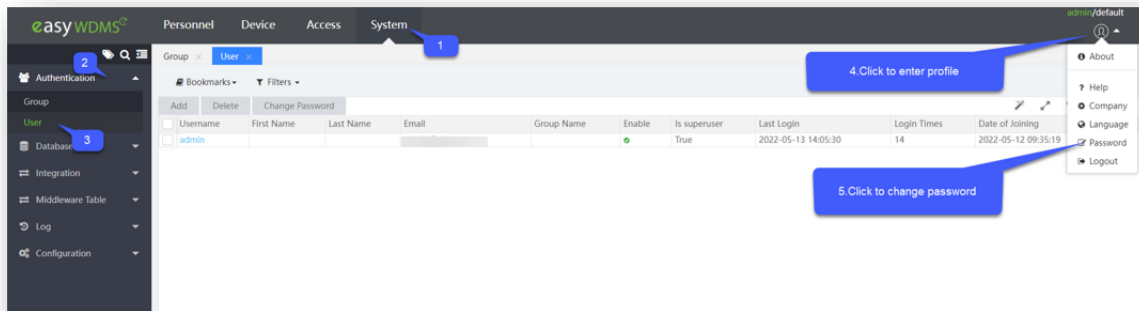 easy WDMS
Personnel Device Access System
admin/default
1
2
Group × User ×
4.Click to enter profile
About
Authentication
Bookmarks Filters
Help
Group
Add Delete Change Password
Company
User
Username First Name Last Name Email Group Name Enable Is superuser Last Login Login Times Date of Joining
Language
3
admin True 2022-05-13 14:05:30 14 2022-05-12 09:35:19
Password
Database
Logout
Integration
5.Click to change password
Middleware Table
Log
Configuration